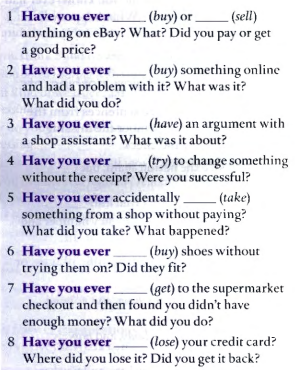 1 Have you ever _____ (buy) or _____ (sell)
anything on eBay? What? Did you pay or get
a good price?
2 Have you ever _____ (buy) something online
and had a problem with it? What was it?
What did you do?
3 Have you ever _____ (have) an argument with
a shop assistant? What was it about?
4 Have you ever _____ (try) to change something
without the receipt? Were you successful?
5 Have you ever accidentally _____ (take)
something from a shop without paying?
What did you take? What happened?
6 Have you ever _____ (buy) shoes without
trying them on? Did they fit?
7 Have you ever _____ (get) to the supermarket
checkout and then found you didn't have
enough money? What did you do?
8 Have you ever _____ (lose) your credit card?
Where did you lose it? Did you get it back?